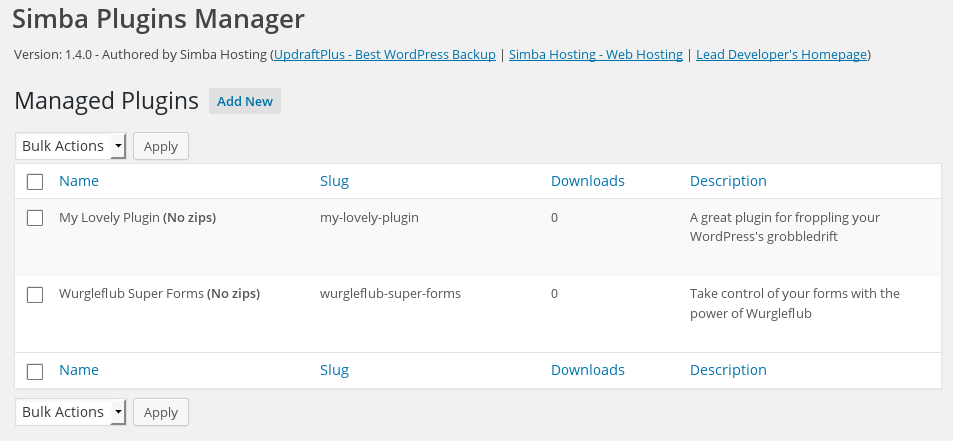 Simba Plugins Manager
Version: 1.4.0 - Authored by Simba Hosting (UpdraftPlus - Best WordPress Backup | Simba Hosting - Web Hosting | Lead Developer's Homepage)
Managed Plugins Add New
Bulk Actions Apply
Name Slug Downloads Description
My Lovely Plugin (No zips) my-lovely-plugin 0 A great plugin for froppling your
WordPress's grobbledrift
Wurgleflub Super Forms (No zips) wurgleflub-super-forms 0 Take control of your forms with the
power of Wurgleflub
Name Slug Downloads Description
Bulk Actions Apply